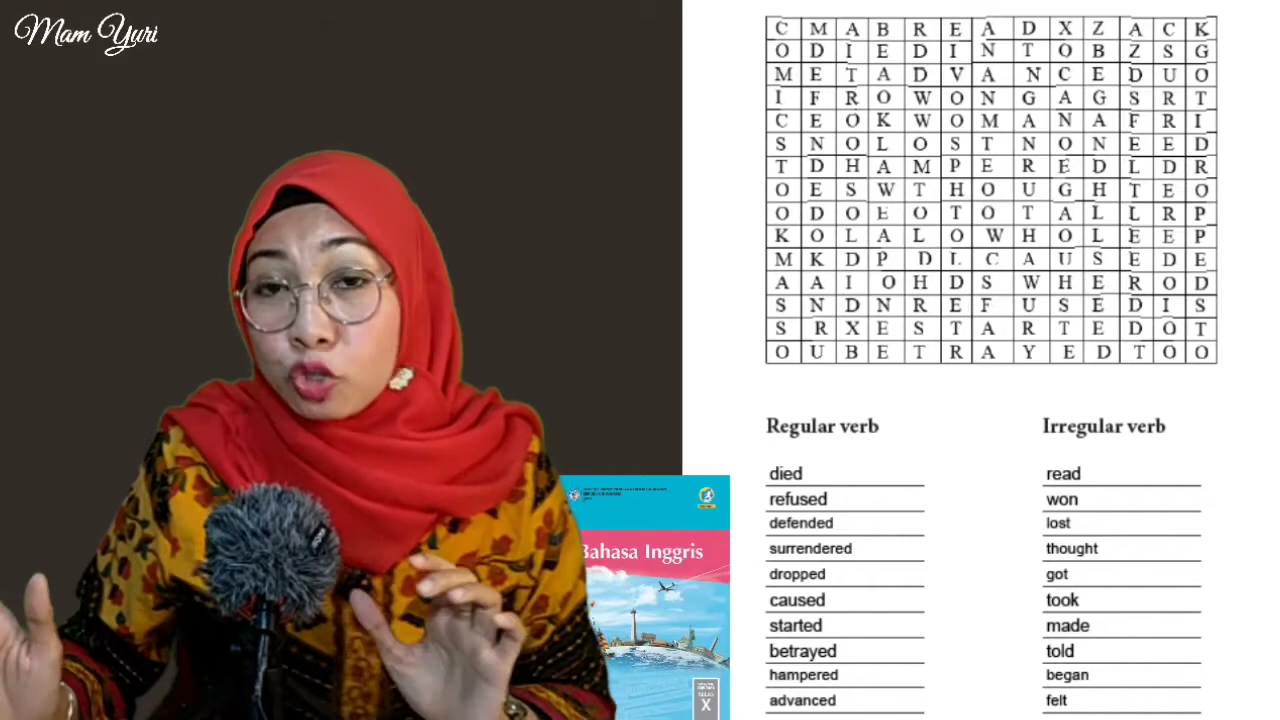 Mam Yuri
C M A B R E A D X Z A C K
O D I E D I N T O B Z S G
M E T A D V A N C E D U O
I F R O W O N G A G S R T
C E O K W O M A N A F R I
S N O L O S T N O N E E D
T D H A M P E R E D L D R
O E S W T H O U G H T E O
O D O E O T O T A L L R P
K O L A L O W H O L E E P
M K D P D L C A U S E D E
A A I O H D S W H E R O D
S N D N R E F U S E D I S
S R X E S T A R T E D O T
O U B E T R A Y E D T O O
Regular verb
died
refused
defended
surrendered
dropped
caused
started
betrayed
hampered
advanced
Irregular verb
read
won
lost
thought
got
took
made
told
began
felt
Bahasa Inggris
KELAS
X